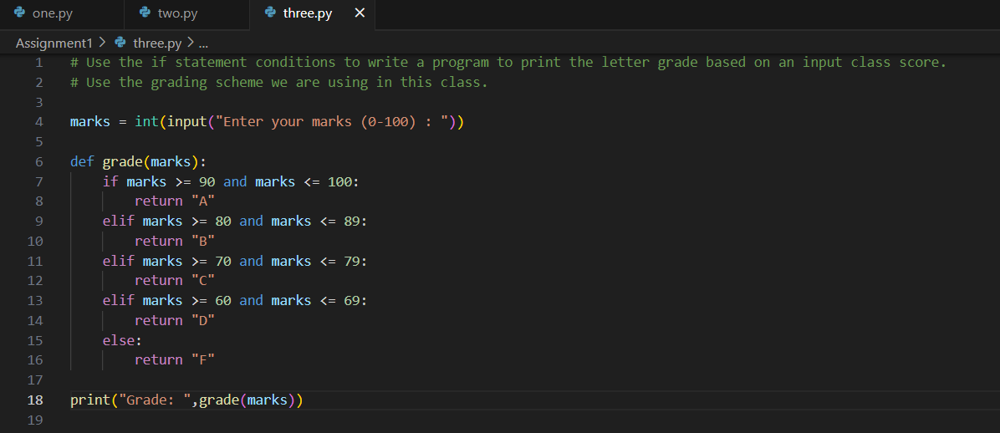 one.py two.py three.py ×
Assignment1 > three.py > ...
1 # Use the if statement conditions to write a program to print the letter grade based on an input class score.
2 # Use the grading scheme we are using in this class.
3
4 marks = int(input("Enter your marks (0-100) : "))
5
6 def grade(marks):
7     if marks >= 90 and marks <= 100:
8         return "A"
9     elif marks >= 80 and marks <= 89:
10         return "B"
11     elif marks >= 70 and marks <= 79:
12         return "C"
13     elif marks >= 60 and marks <= 69:
14         return "D"
15     else:
16         return "F"
17
18 print("Grade: ",grade(marks))
19